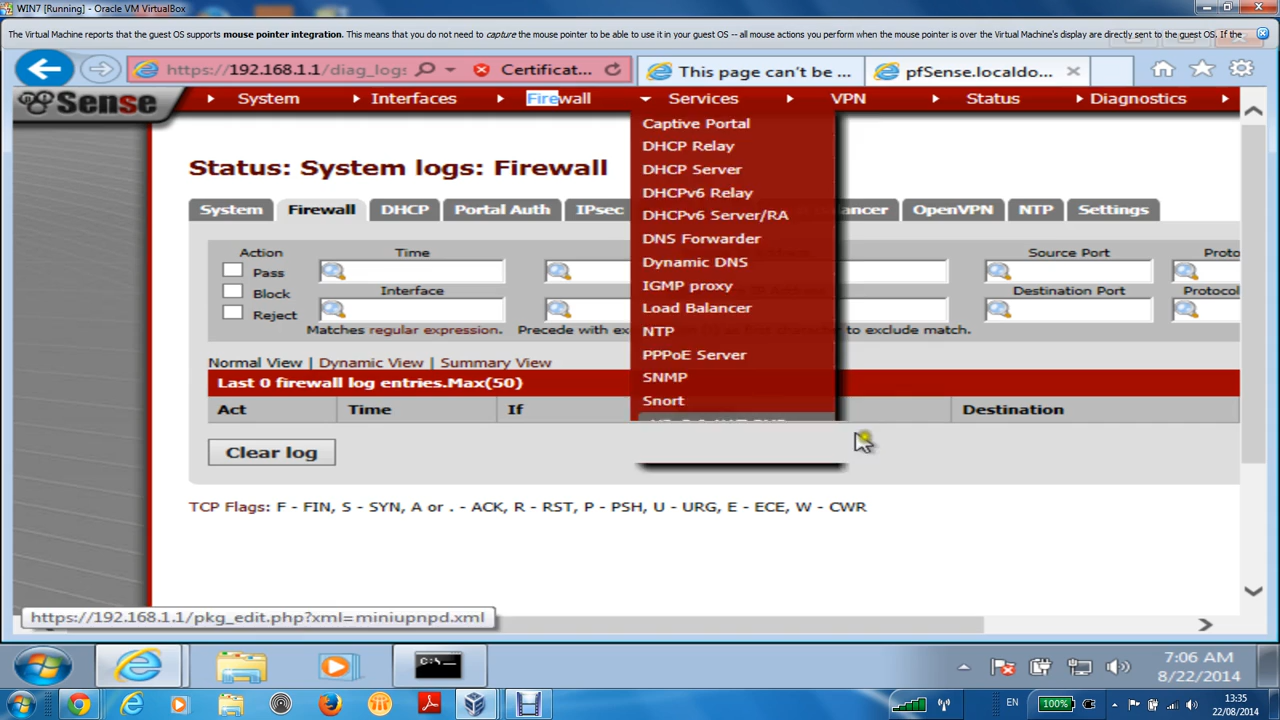 WIN7 [Running] - Oracle VM VirtualBox
The Virtual Machine reports that the guest OS supports mouse pointer integration. This means that you do not need to capture the mouse pointer to be able to use it in your guest OS -- all mouse actions you perform when the mouse pointer is over the Virtual Machine's display are directly sent to the guest OS. If the
https://192.168.1.1/diag_logs Certificat... This page can't be ... pfSense.localdo...
Sense System Interfaces Firewall Services VPN Status Diagnostics
Captive Portal
DHCP Relay
DHCP Server
DHCPv6 Relay
DHCPv6 Server/RA
DNS Forwarder
Dynamic DNS
IGMP proxy
Load Balancer
NTP
PPPoE Server
SNMP
Snort
Status: System logs: Firewall
System Firewall DHCP Portal Auth IPsec OpenVPN NTP Settings
Action Time Source Port
Pass
Block Interface Destination Port Protocol
Reject
Matches regular expression. Precede with to exclude match.
Normal View | Dynamic View | Summary View
Last 0 firewall log entries.Max(50)
Act Time If Destination
Clear log
TCP Flags: F - FIN, S - SYN, A or . - ACK, R - RST, P - PSH, U - URG, E - ECE, W - CWR
https://192.168.1.1/pkg_edit.php?xml=miniupnpd.xml
7:06 AM
8/22/2014
EN 100% 13:35
22/08/2014